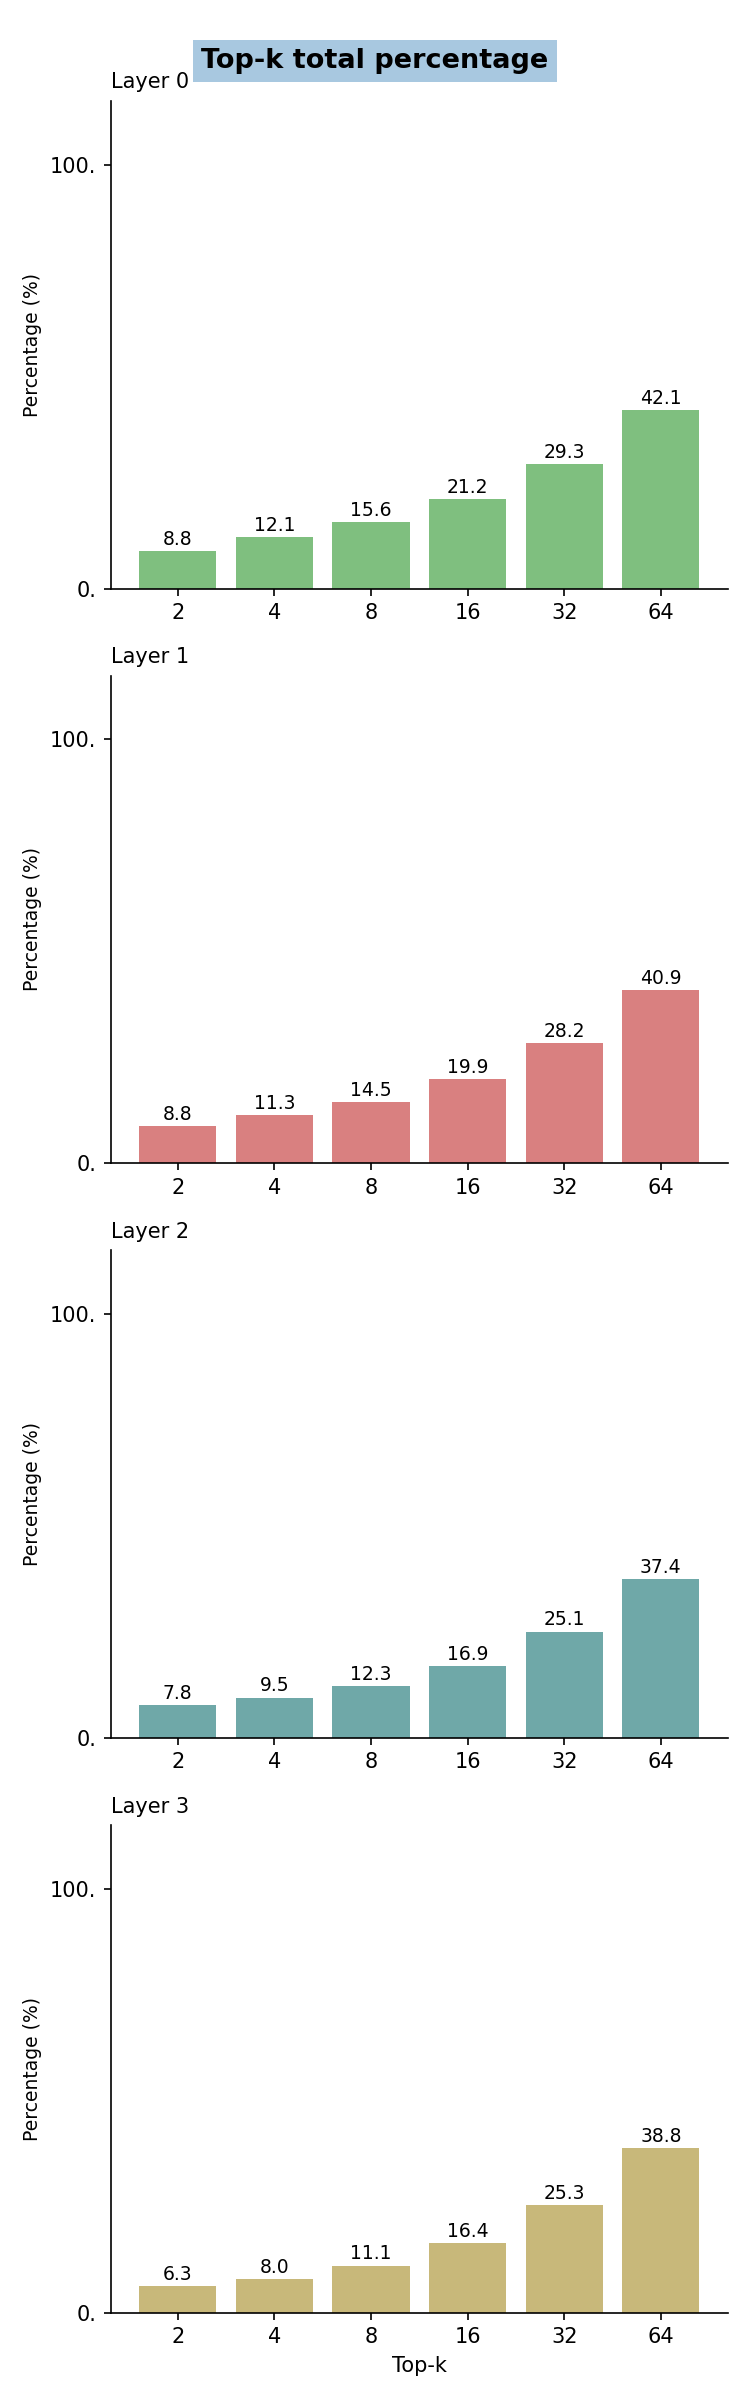 Top-k total percentage
Layer 0
100.
Percentage (%)
42.1
29.3
21.2
15.6
12.1
8.8
0.
2 4 8 16 32 64
Layer 1
100.
Percentage (%)
40.9
28.2
19.9
14.5
11.3
8.8
0.
2 4 8 16 32 64
Layer 2
100.
Percentage (%)
37.4
25.1
16.9
12.3
9.5
7.8
0.
2 4 8 16 32 64
Layer 3
100.
Percentage (%)
38.8
25.3
16.4
11.1
8.0
6.3
0.
2 4 8 16 32 64
Top-k